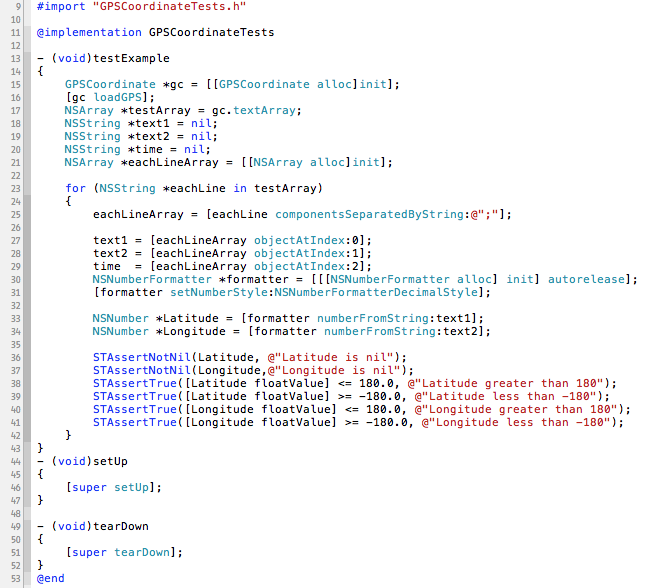 9 #import "GPSCoordinateTests.h"
10
11 @implementation GPSCoordinateTests
12
13 - (void)testExample
14 {
15     GPSCoordinate *gc = [[GPSCoordinate alloc]init];
16     [gc loadGPS];
17     NSArray *testArray = gc.textArray;
18     NSString *text1 = nil;
19     NSString *text2 = nil;
20     NSString *time = nil;
21     NSArray *eachLineArray = [[NSArray alloc]init];
22
23     for (NSString *eachLine in testArray)
24     {
25         eachLineArray = [eachLine componentsSeparatedByString:@";"];
26
27         text1 = [eachLineArray objectAtIndex:0];
28         text2 = [eachLineArray objectAtIndex:1];
29         time  = [eachLineArray objectAtIndex:2];
30         NSNumberFormatter *formatter = [[[NSNumberFormatter alloc] init] autorelease];
31         [formatter setNumberStyle:NSNumberFormatterDecimalStyle];
32
33         NSNumber *Latitude = [formatter numberFromString:text1];
34         NSNumber *Longitude = [formatter numberFromString:text2];
35
36         STAssertNotNil(Latitude, @"Latitude is nil");
37         STAssertNotNil(Longitude,@"Longitude is nil");
38         STAssertTrue([Latitude floatValue] <= 180.0, @"Latitude greater than 180");
39         STAssertTrue([Latitude floatValue] >= -180.0, @"Latitude less than -180");
40         STAssertTrue([Longitude floatValue] <= 180.0, @"Longitude greater than 180");
41         STAssertTrue([Longitude floatValue] >= -180.0, @"Longitude less than -180");
42     }
43 }
44 - (void)setUp
45 {
46     [super setUp];
47 }
48
49 - (void)tearDown
50 {
51     [super tearDown];
52 }
53 @end